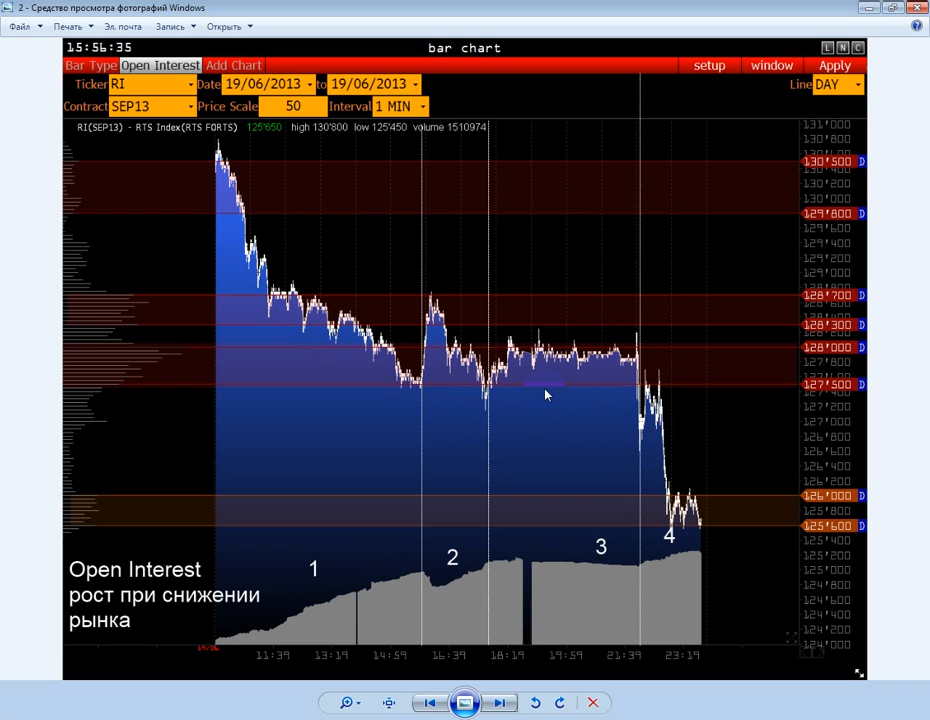 2 - Средство просмотра фотографий Windows
Файл Печать Эл. почта Запись Открыть
15:56:35 bar chart L N C
Bar Type Open Interest Add Chart setup window Apply
Ticker RI Date 19/06/2013 to 19/06/2013 Line DAY
Contract SEP13 Price Scale 50 Interval 1 MIN
RI(SEP13) - RTS Index(RTS FORTS) 125'650 high 130'800 low 125'450 volume 1510974
131'000
130'800
130'500 D
130'400
130'200
130'000
129'800 D
129'600
129'400
129'200
129'000
128'700 D
128'300 D
128'000 D
127'500 D
127'200
127'000
126'800
126'600
126'400
126'200
126'000 D
125'800
125'600 D
125'400
125'200
125'000
124'800
124'600
124'400
124'200
124'000
1 2 3 4
Open Interest
рост при снижении
рынка
19/06 11:39 13:19 14:59 16:39 18:19 19:59 21:39 23:19